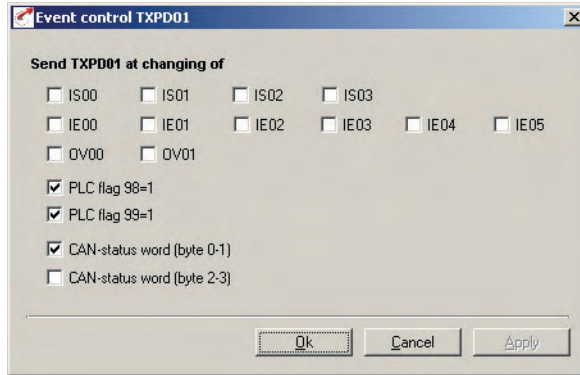 Event control TXPD01
Send TXPD01 at changing of
IS00 IS01 IS02 IS03
IE00 IE01 IE02 IE03 IE04 IE05
OV00 OV01
PLC flag 98=1
PLC flag 99=1
CAN-status word (byte 0-1)
CAN-status word (byte 2-3)
Ok Cancel Apply